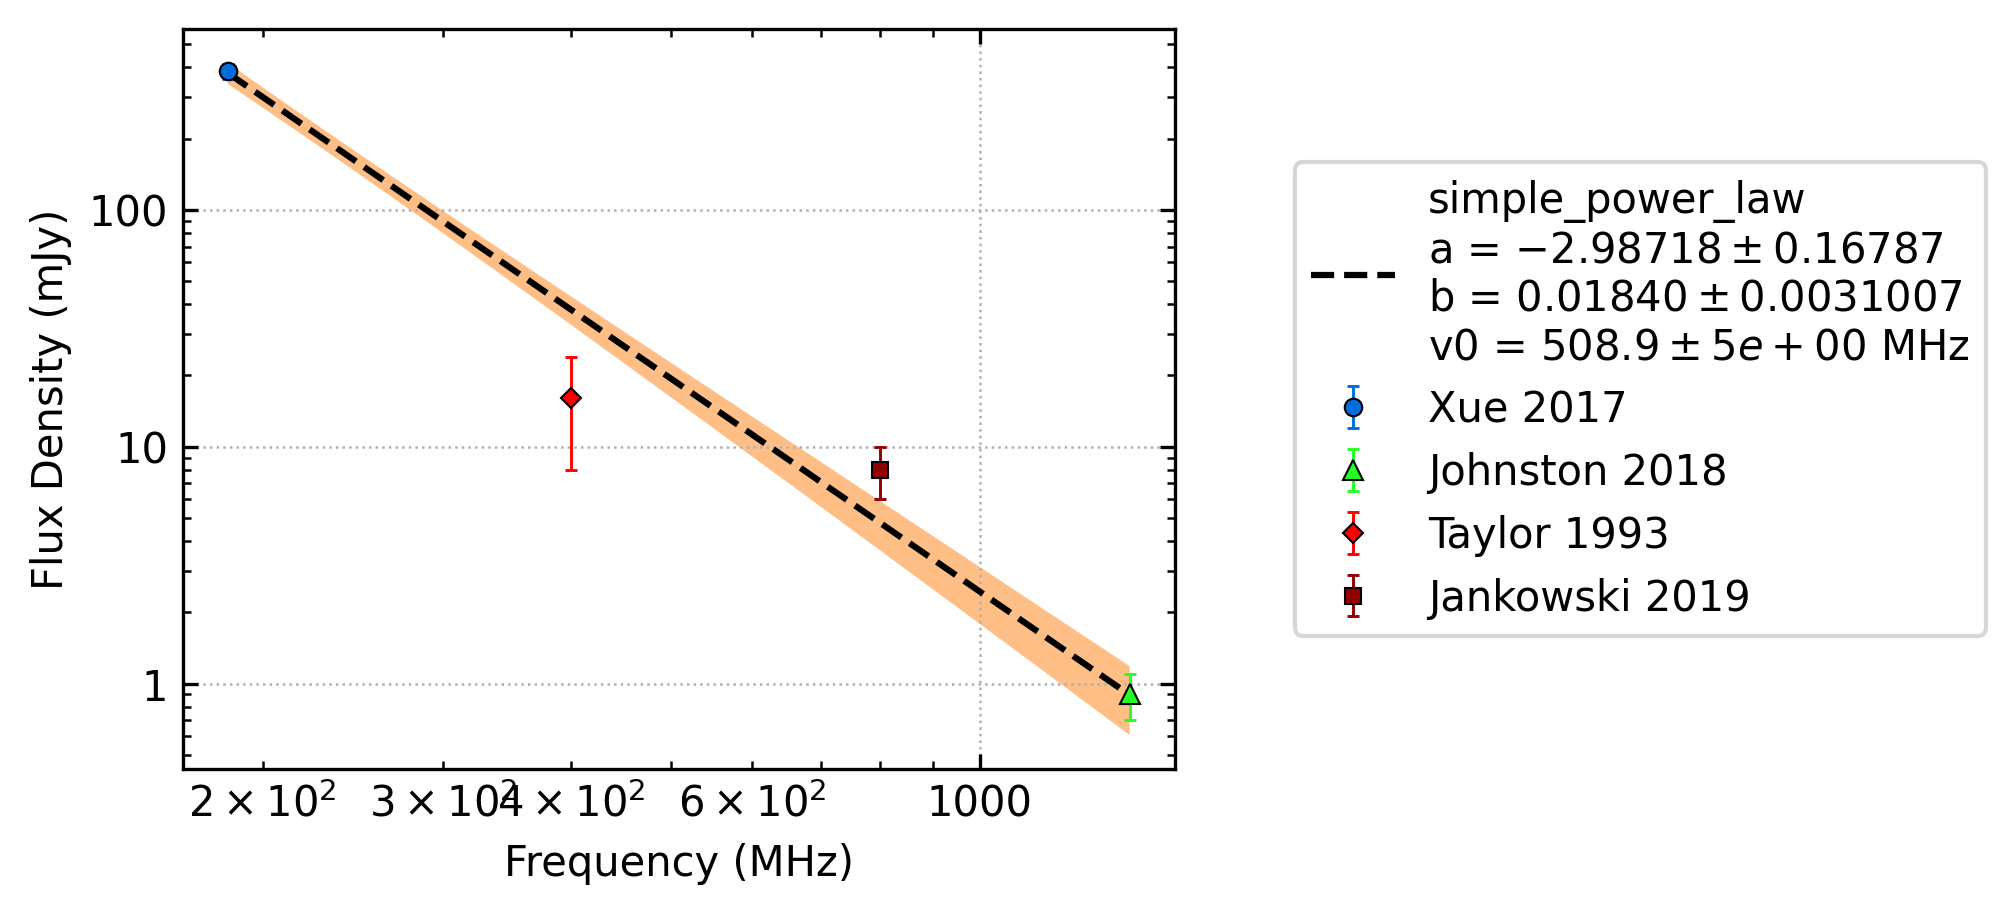 100
10
1
Flux Density (mJy)
2 × 10²
3 × 10²
4 × 10²
6 × 10²
1000
Frequency (MHz)
simple_power_law
a = −2.98718 ± 0.16787
b = 0.01840 ± 0.0031007
v0 = 508.9 ± 5e + 00 MHz
Xue 2017
Johnston 2018
Taylor 1993
Jankowski 2019